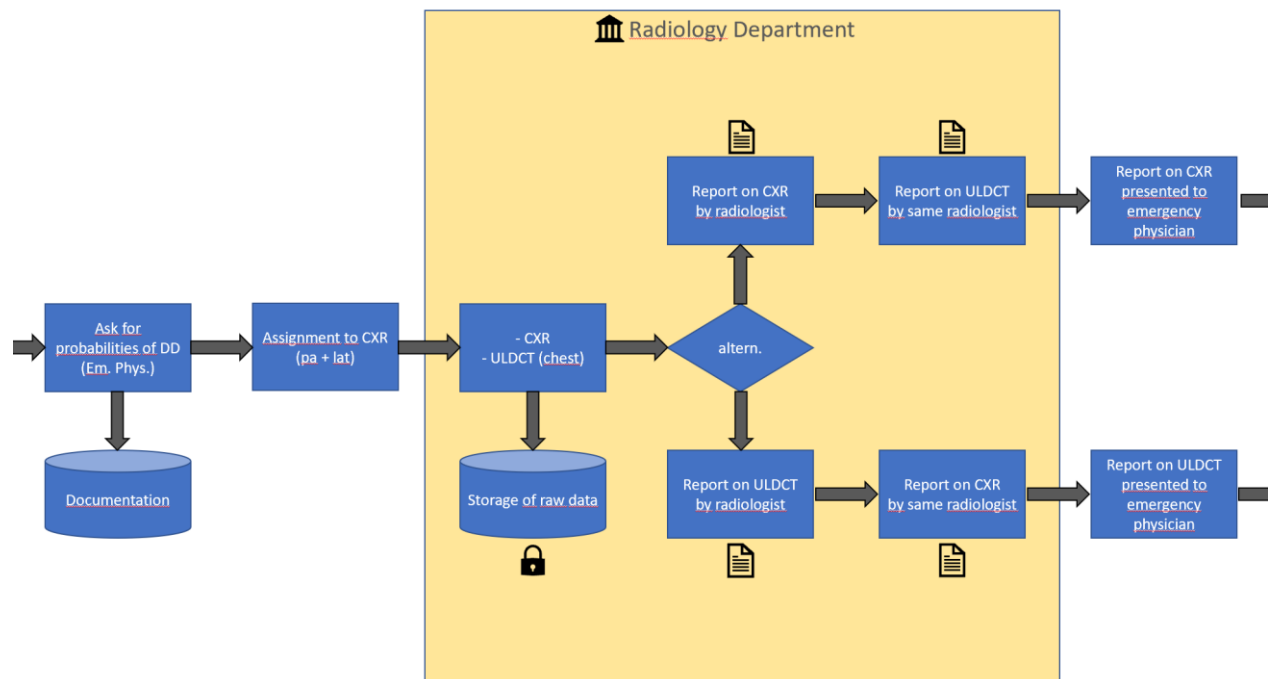 Radiology Department
Report on CXR
by radiologist
Report on ULDCT
by same radiologist
Report on CXR
presented to
emergency
physician
Ask for
probabilities of DD
(Em. Phys.)
Assignment to CXR
(pa + lat)
- CXR
- ULDCT (chest)
altern.
Documentation
Storage of raw data
Report on ULDCT
by radiologist
Report on CXR
by same radiologist
Report on ULDCT
presented to
emergency
physician